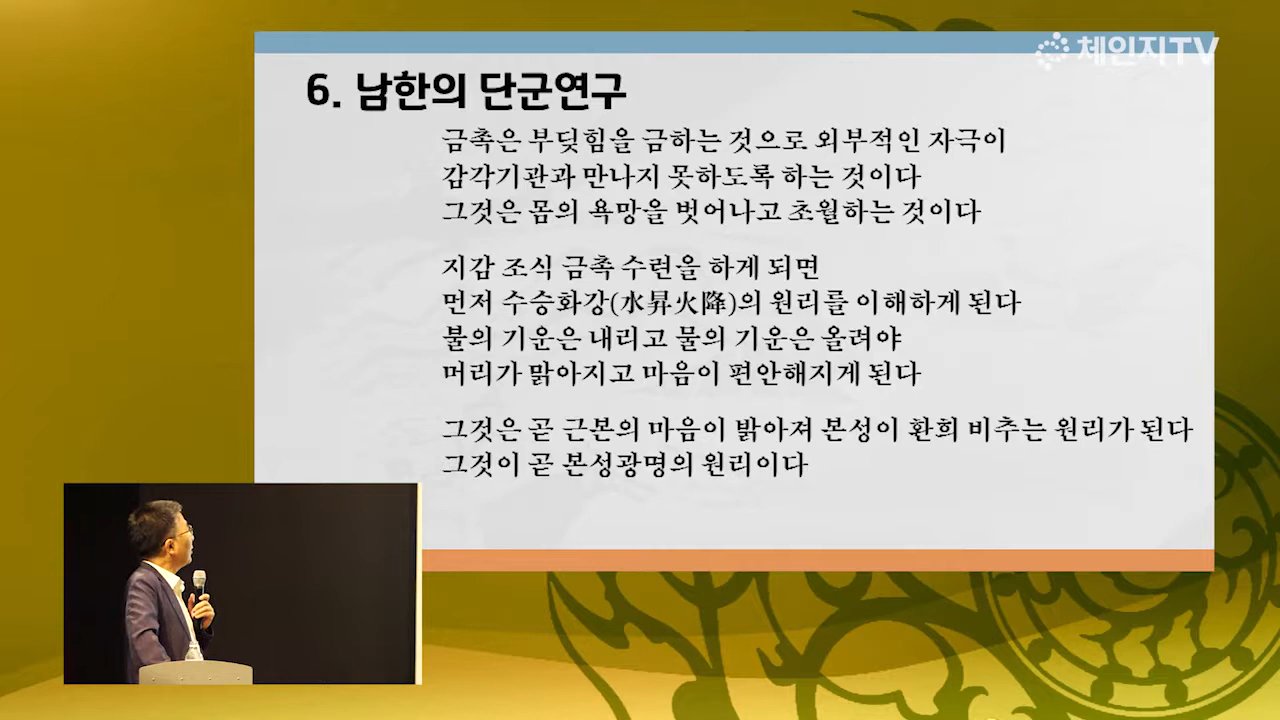 체인지TV
6. 남한의 단군연구
금촉은 부딪힘을 금하는 것으로 외부적인 자극이
감각기관과 만나지 못하도록 하는 것이다
그것은 몸의 욕망을 벗어나고 초월하는 것이다
지감 조식 금촉 수련을 하게 되면
먼저 수승화강(水昇火降)의 원리를 이해하게 된다
불의 기운은 내리고 물의 기운은 올려야
머리가 맑아지고 마음이 편안해지게 된다
그것은 곧 근본의 마음이 밝아져 본성이 환희 비추는 원리가 된다
그것이 곧 본성광명의 원리이다